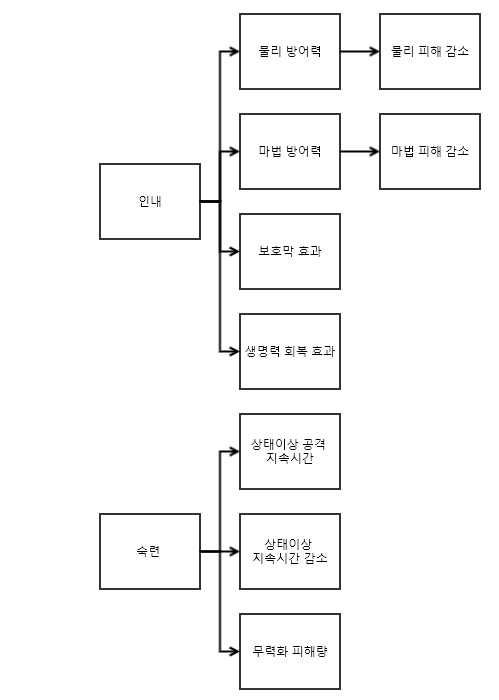 물리 방어력
물리 피해 감소
마법 방어력
마법 피해 감소
인내
보호막 효과
생명력 회복 효과
상태이상 공격
지속시간
숙련
상태이상
지속시간 감소
무력화 피해량